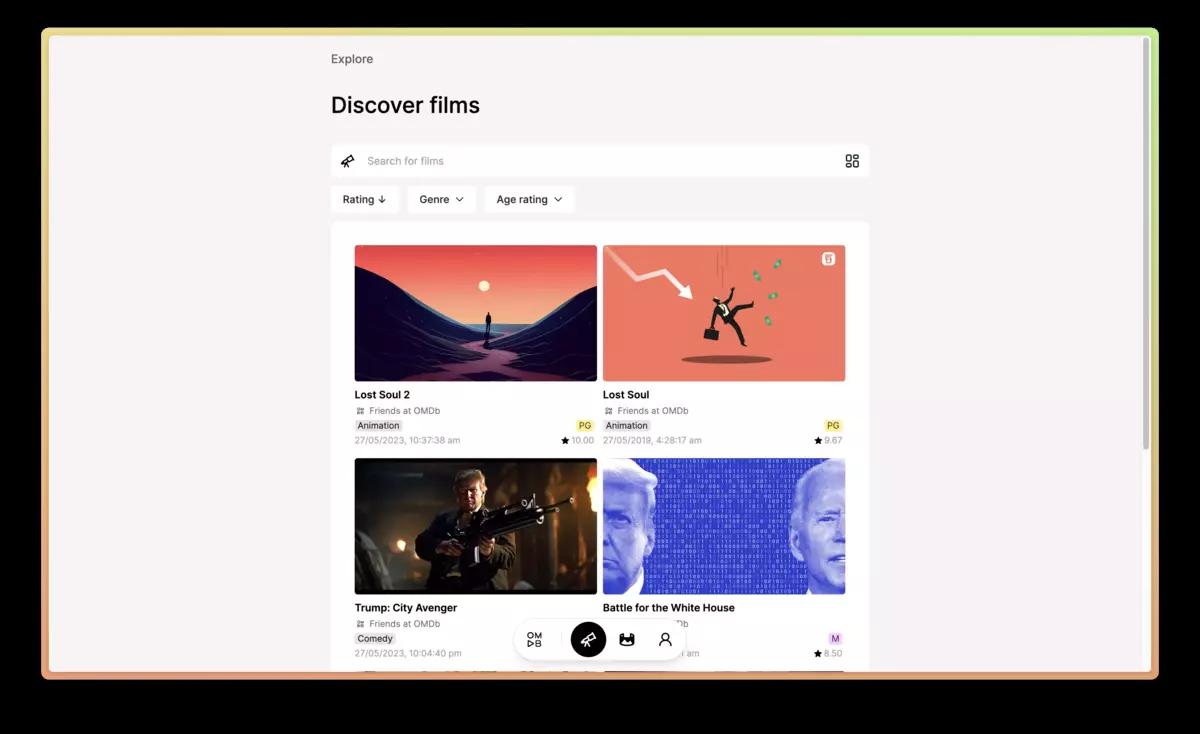 Explore
Discover films
Search for films
Rating ↓
Genre
Age rating
Lost Soul 2
Friends at OMDb
Animation
PG
27/05/2023, 10:37:38 am
★ 10.00
Lost Soul
Friends at OMDb
Animation
PG
27/05/2019, 4:28:17 am
★ 9.67
Trump: City Avenger
Friends at OMDb
Comedy
27/05/2023, 10:04:40 pm
Battle for the White House
Db
M
am
★ 8.50
OM
DB